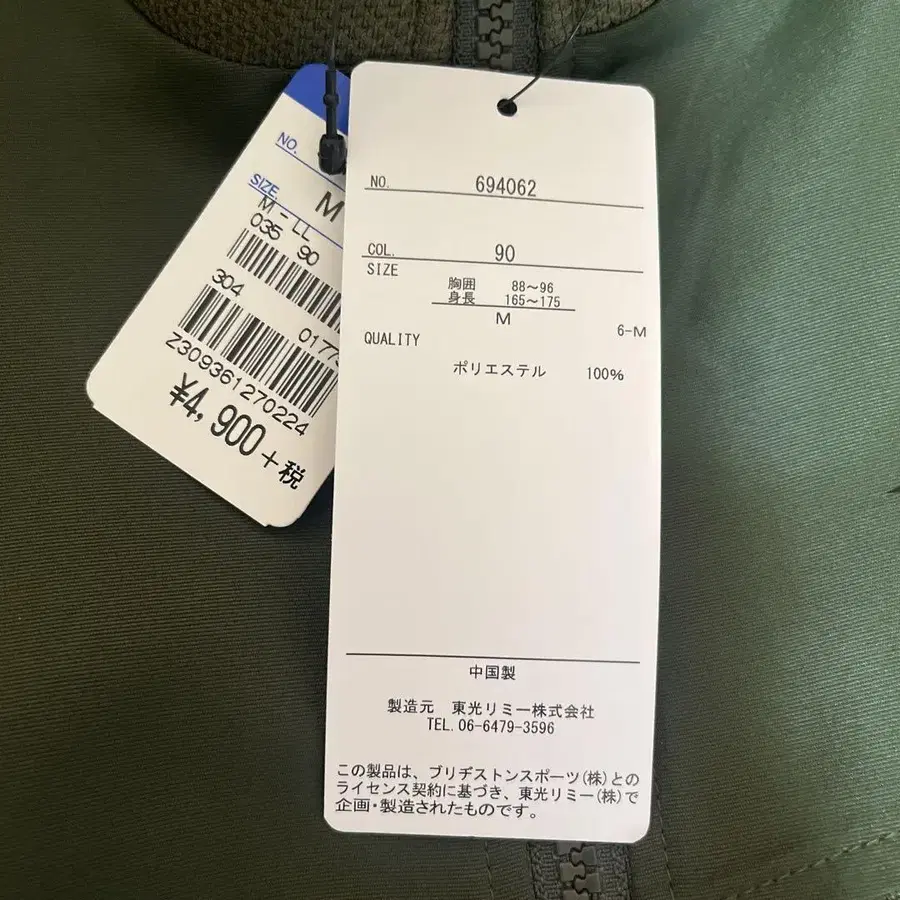 NO.
SIZE
M
M - LL
035 90
304
Z309361270224
¥4,900+税
NO. 694062
COL. 90
SIZE
胸囲 88～96
身長 165～175
M
6-M
QUALITY
ポリエステル 100%
中国製
製造元 東光リミー株式会社
TEL. 06-6479-3596
この製品は、ブリヂストンスポーツ(株)との
ライセンス契約に基づき、東光リミー(株)で
企画・製造されたものです。